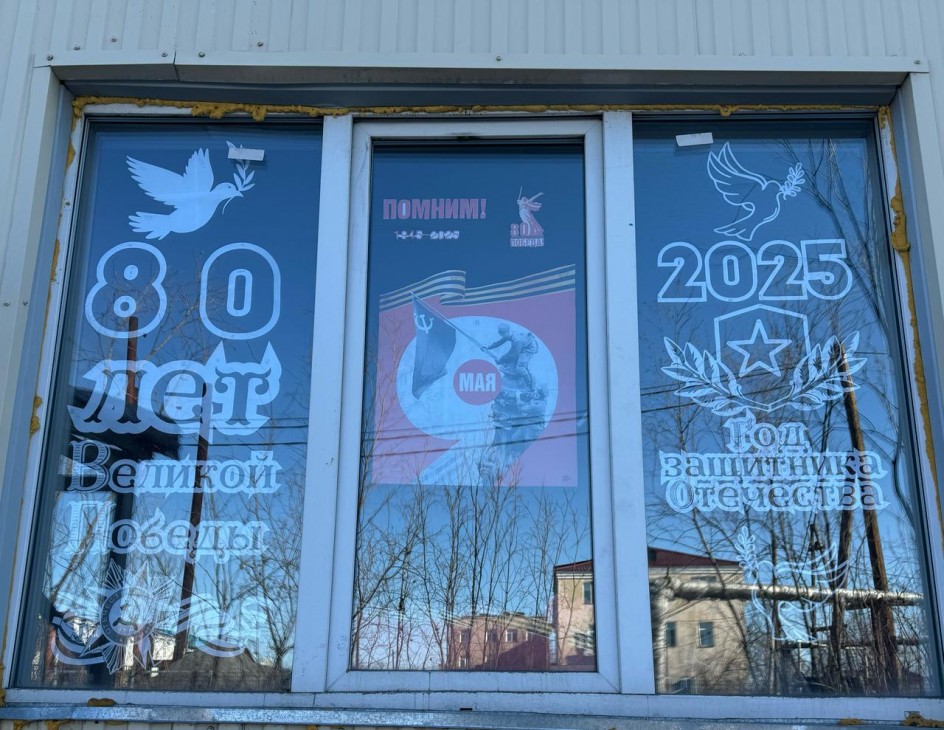 80
лет
Великой
Победы
ПОМНИМ!
80
ПОБЕДА!
9
МАЯ
2025
Год
защитника
Отечества